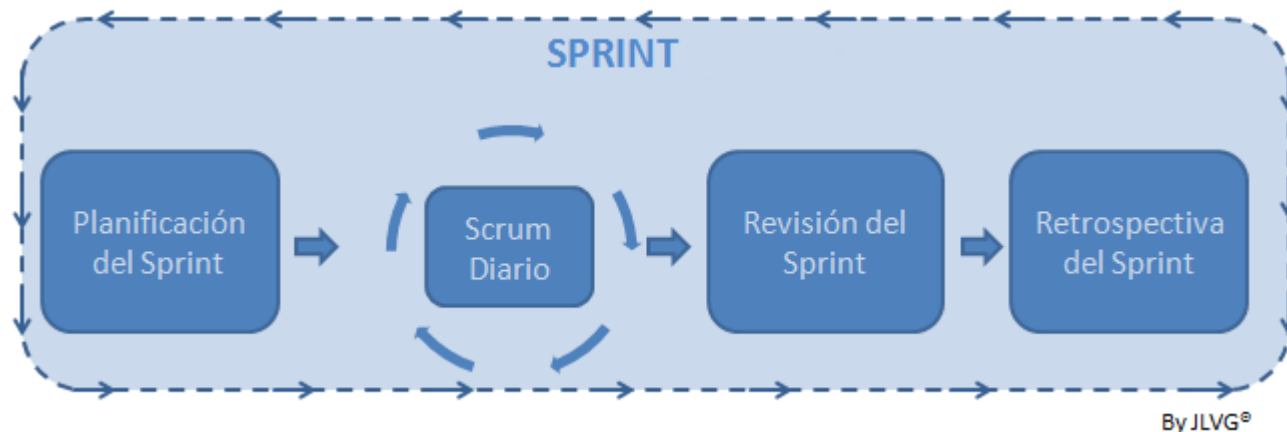 SPRINT
Planificación
del Sprint
Scrum
Diario
Revisión del
Sprint
Retrospectiva
del Sprint
By JLVG®